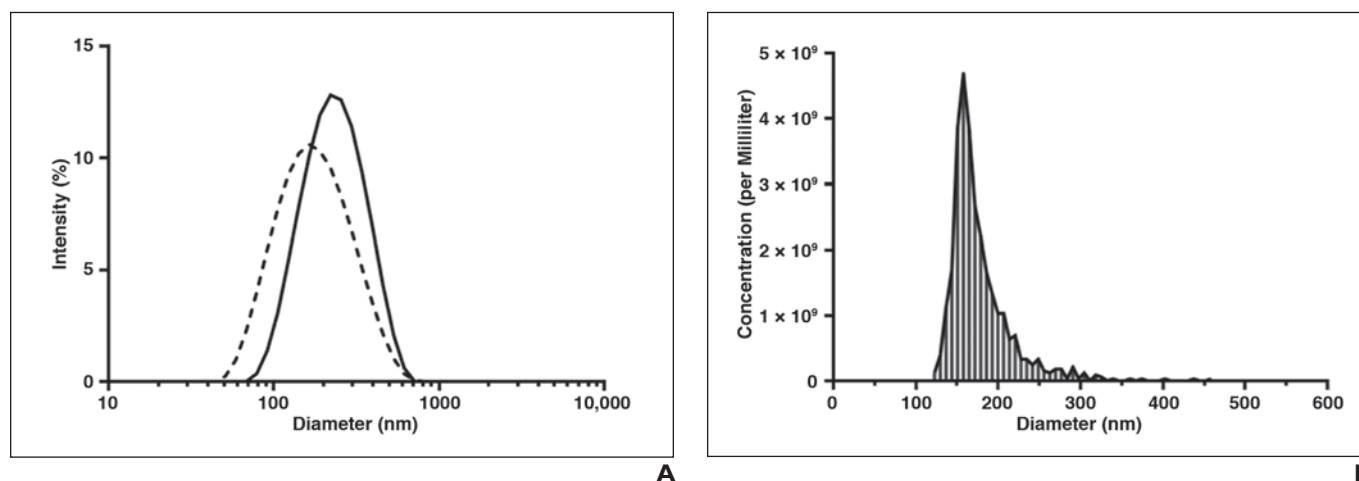 15
10
5
0
Intensity (%)
10
100
1000
10,000
Diameter (nm)
A
5 × 10⁹
4 × 10⁹
3 × 10⁹
2 × 10⁹
1 × 10⁹
0
Concentration (per Milliliter)
0
100
200
300
400
500
600
Diameter (nm)